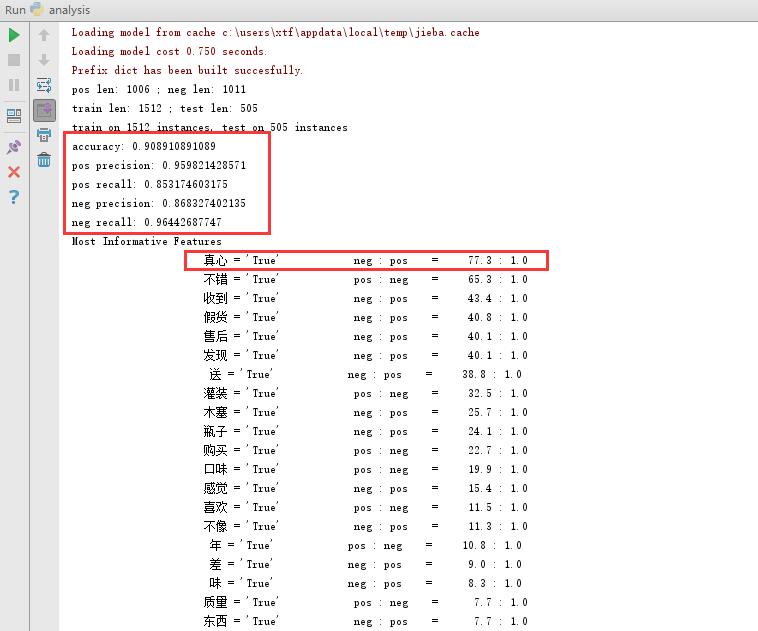 Run analysis
Loading model from cache c:\users\xtf\appdata\local\temp\jieba.cache
Loading model cost 0.750 seconds.
Prefix dict has been built succesfully.
pos len: 1006 ; neg len: 1011
train len: 1512 ; test len: 505
train on 1512 instances, test on 505 instances
accuracy: 0.908910891089
pos precision: 0.959821428571
pos recall: 0.853174603175
neg precision: 0.868327402135
neg recall: 0.96442687747
Most Informative Features
真心 = 'True' neg : pos = 77.3 : 1.0
不错 = 'True' pos : neg = 65.3 : 1.0
收到 = 'True' neg : pos = 43.4 : 1.0
假货 = 'True' neg : pos = 40.8 : 1.0
售后 = 'True' neg : pos = 40.1 : 1.0
发现 = 'True' neg : pos = 40.1 : 1.0
送 = 'True' neg : pos = 38.8 : 1.0
灌装 = 'True' pos : neg = 32.5 : 1.0
木塞 = 'True' neg : pos = 25.7 : 1.0
瓶子 = 'True' neg : pos = 24.1 : 1.0
购买 = 'True' pos : neg = 22.7 : 1.0
口味 = 'True' pos : neg = 19.9 : 1.0
感觉 = 'True' neg : pos = 15.4 : 1.0
喜欢 = 'True' pos : neg = 11.5 : 1.0
不像 = 'True' neg : pos = 11.3 : 1.0
年 = 'True' pos : neg = 10.8 : 1.0
差 = 'True' neg : pos = 9.0 : 1.0
味 = 'True' neg : pos = 8.3 : 1.0
质量 = 'True' pos : neg = 7.7 : 1.0
东西 = 'True' pos : neg = 7.7 : 1.0